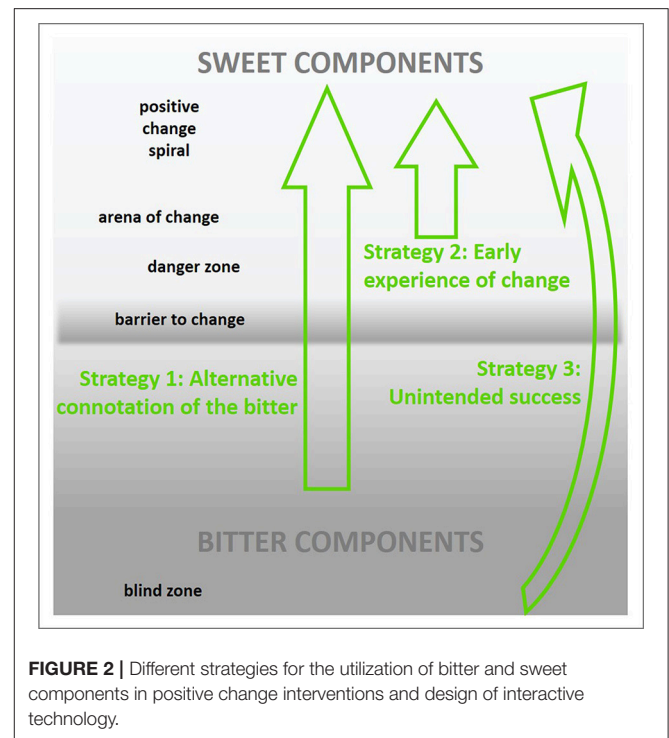 SWEET COMPONENTS
positive
change
spiral
arena of change
danger zone
barrier to change
Strategy 2: Early
experience of change
Strategy 1: Alternative
connotation of the bitter
Strategy 3:
Unintended success
BITTER COMPONENTS
blind zone
FIGURE 2 | Different strategies for the utilization of bitter and sweet
components in positive change interventions and design of interactive
technology.